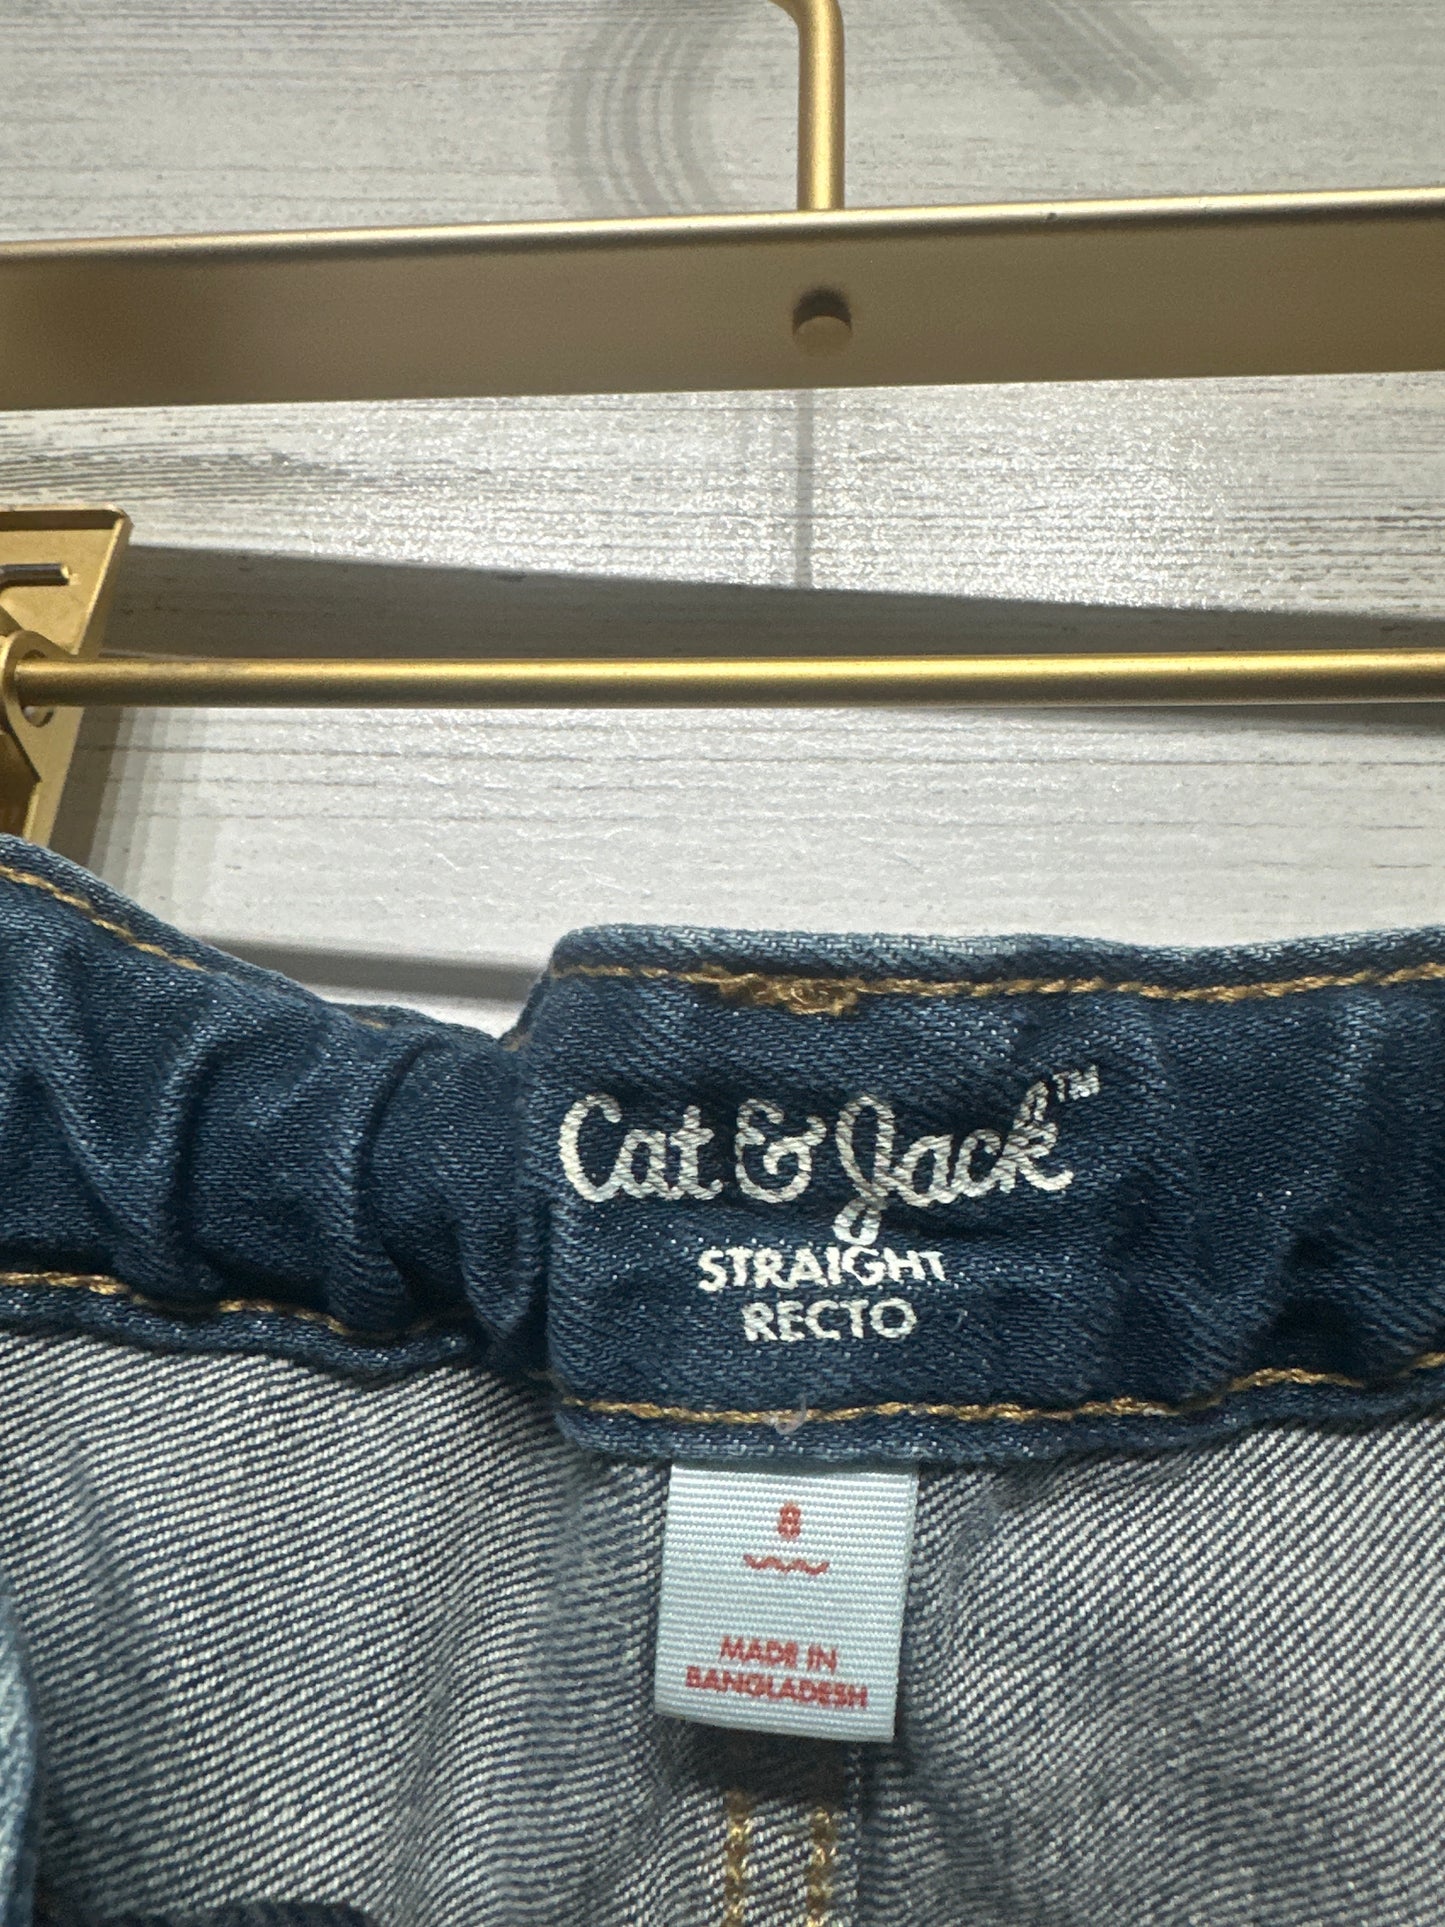 Cat & Jack™
STRAIGHT
RECTO
8
MADE IN
BANGLADESH